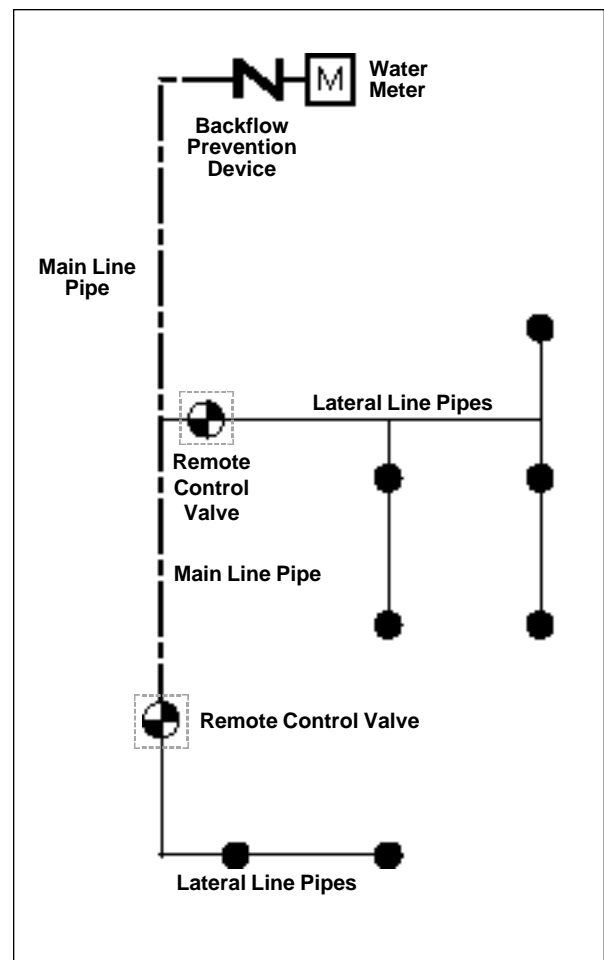 M
Water
Meter
Backflow
Prevention
Device
Main Line
Pipe
Lateral Line Pipes
Remote
Control
Valve
Main Line Pipe
Remote Control Valve
Lateral Line Pipes